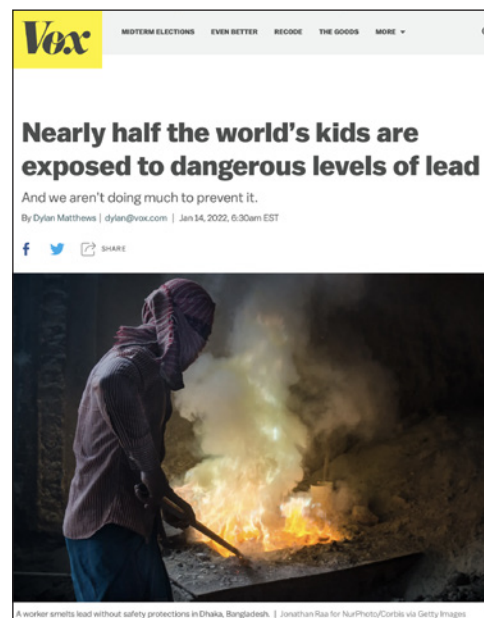 Vox
MIDTERM ELECTIONS EVEN BETTER RECODE THE GOODS MORE
Nearly half the world's kids are
exposed to dangerous levels of lead
And we aren't doing much to prevent it.
By Dylan Matthews | dylan@vox.com | Jan 14, 2022, 6:30am EST
SHARE
A worker smelts lead without safety protections in Dhaka, Bangladesh. | Jonathan Raa for NurPhoto/Corbis via Getty Images